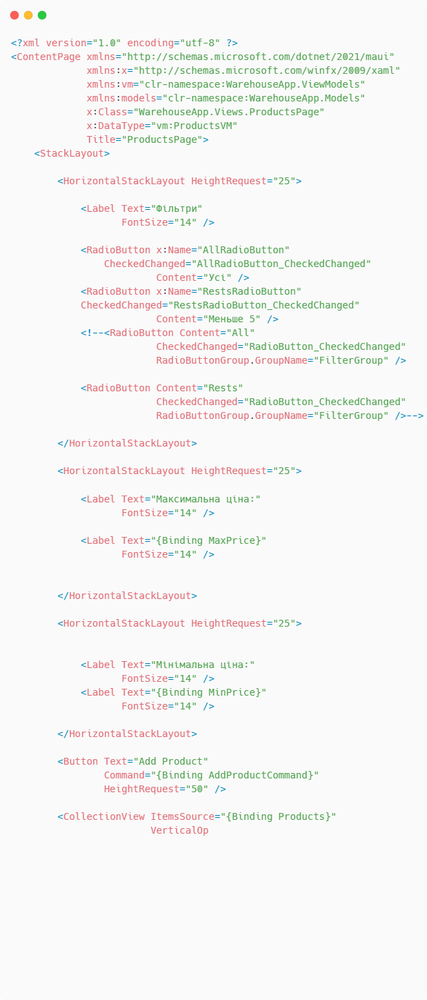 <?xml version="1.0" encoding="utf-8" ?>
<ContentPage xmlns="http://schemas.microsoft.com/dotnet/2021/maui"
             xmlns:x="http://schemas.microsoft.com/winfx/2009/xaml"
             xmlns:vm="clr-namespace:WarehouseApp.ViewModels"
             xmlns:models="clr-namespace:WarehouseApp.Models"
             x:Class="WarehouseApp.Views.ProductsPage"
             x:DataType="vm:ProductsVM"
             Title="ProductsPage">
    <StackLayout>
        <HorizontalStackLayout HeightRequest="25">
            <Label Text="Фільтри"
                   FontSize="14" />
            <RadioButton x:Name="AllRadioButton"
                CheckedChanged="AllRadioButton_CheckedChanged"
                         Content="Усі" />
            <RadioButton x:Name="RestsRadioButton"
            CheckedChanged="RestsRadioButton_CheckedChanged"
                         Content="Меньше 5" />
            <!--<RadioButton Content="All"
                         CheckedChanged="RadioButton_CheckedChanged"
                         RadioButtonGroup.GroupName="FilterGroup" />
            <RadioButton Content="Rests"
                         CheckedChanged="RadioButton_CheckedChanged"
                         RadioButtonGroup.GroupName="FilterGroup" />-->
        </HorizontalStackLayout>
        <HorizontalStackLayout HeightRequest="25">
            <Label Text="Максимальна ціна:"
                   FontSize="14" />
            <Label Text="{Binding MaxPrice}"
                   FontSize="14" />
        </HorizontalStackLayout>
        <HorizontalStackLayout HeightRequest="25">
            <Label Text="Мінімальна ціна:"
                   FontSize="14" />
            <Label Text="{Binding MinPrice}"
                   FontSize="14" />
        </HorizontalStackLayout>
        <Button Text="Add Product"
                Command="{Binding AddProductCommand}"
                HeightRequest="50" />
        <CollectionView ItemsSource="{Binding Products}"
                        VerticalOp